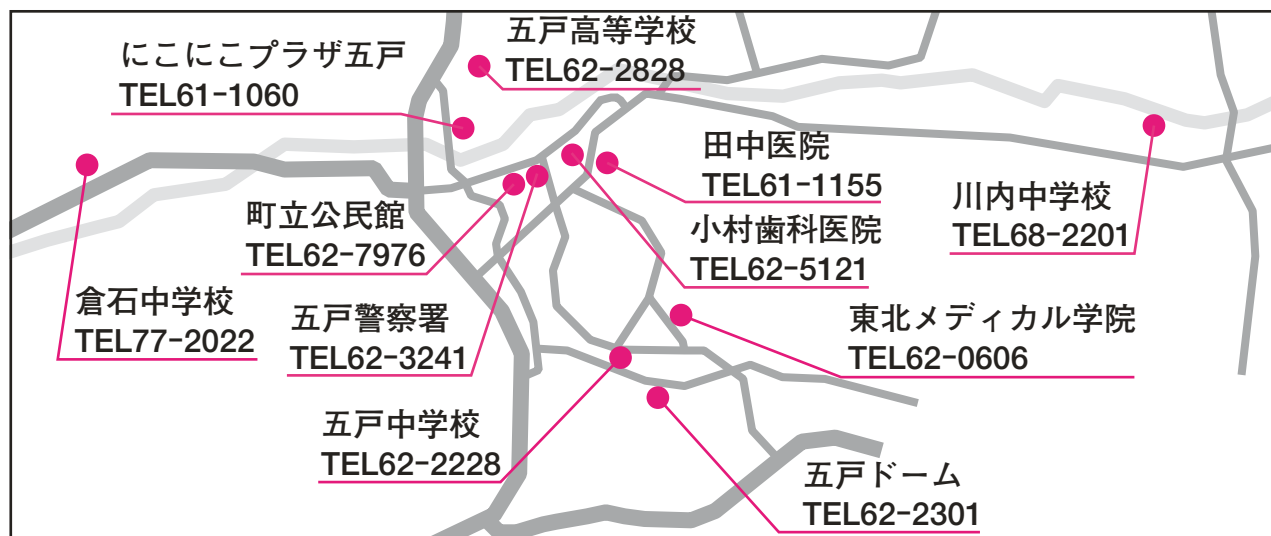 五戸高等学校
TEL62-2828
にこにこプラザ五戸
TEL61-1060
田中医院
TEL61-1155
川内中学校
TEL68-2201
町立公民館
TEL62-7976
小村歯科医院
TEL62-5121
倉石中学校
TEL77-2022
五戸警察署
TEL62-3241
東北メディカル学院
TEL62-0606
五戸中学校
TEL62-2228
五戸ドーム
TEL62-2301